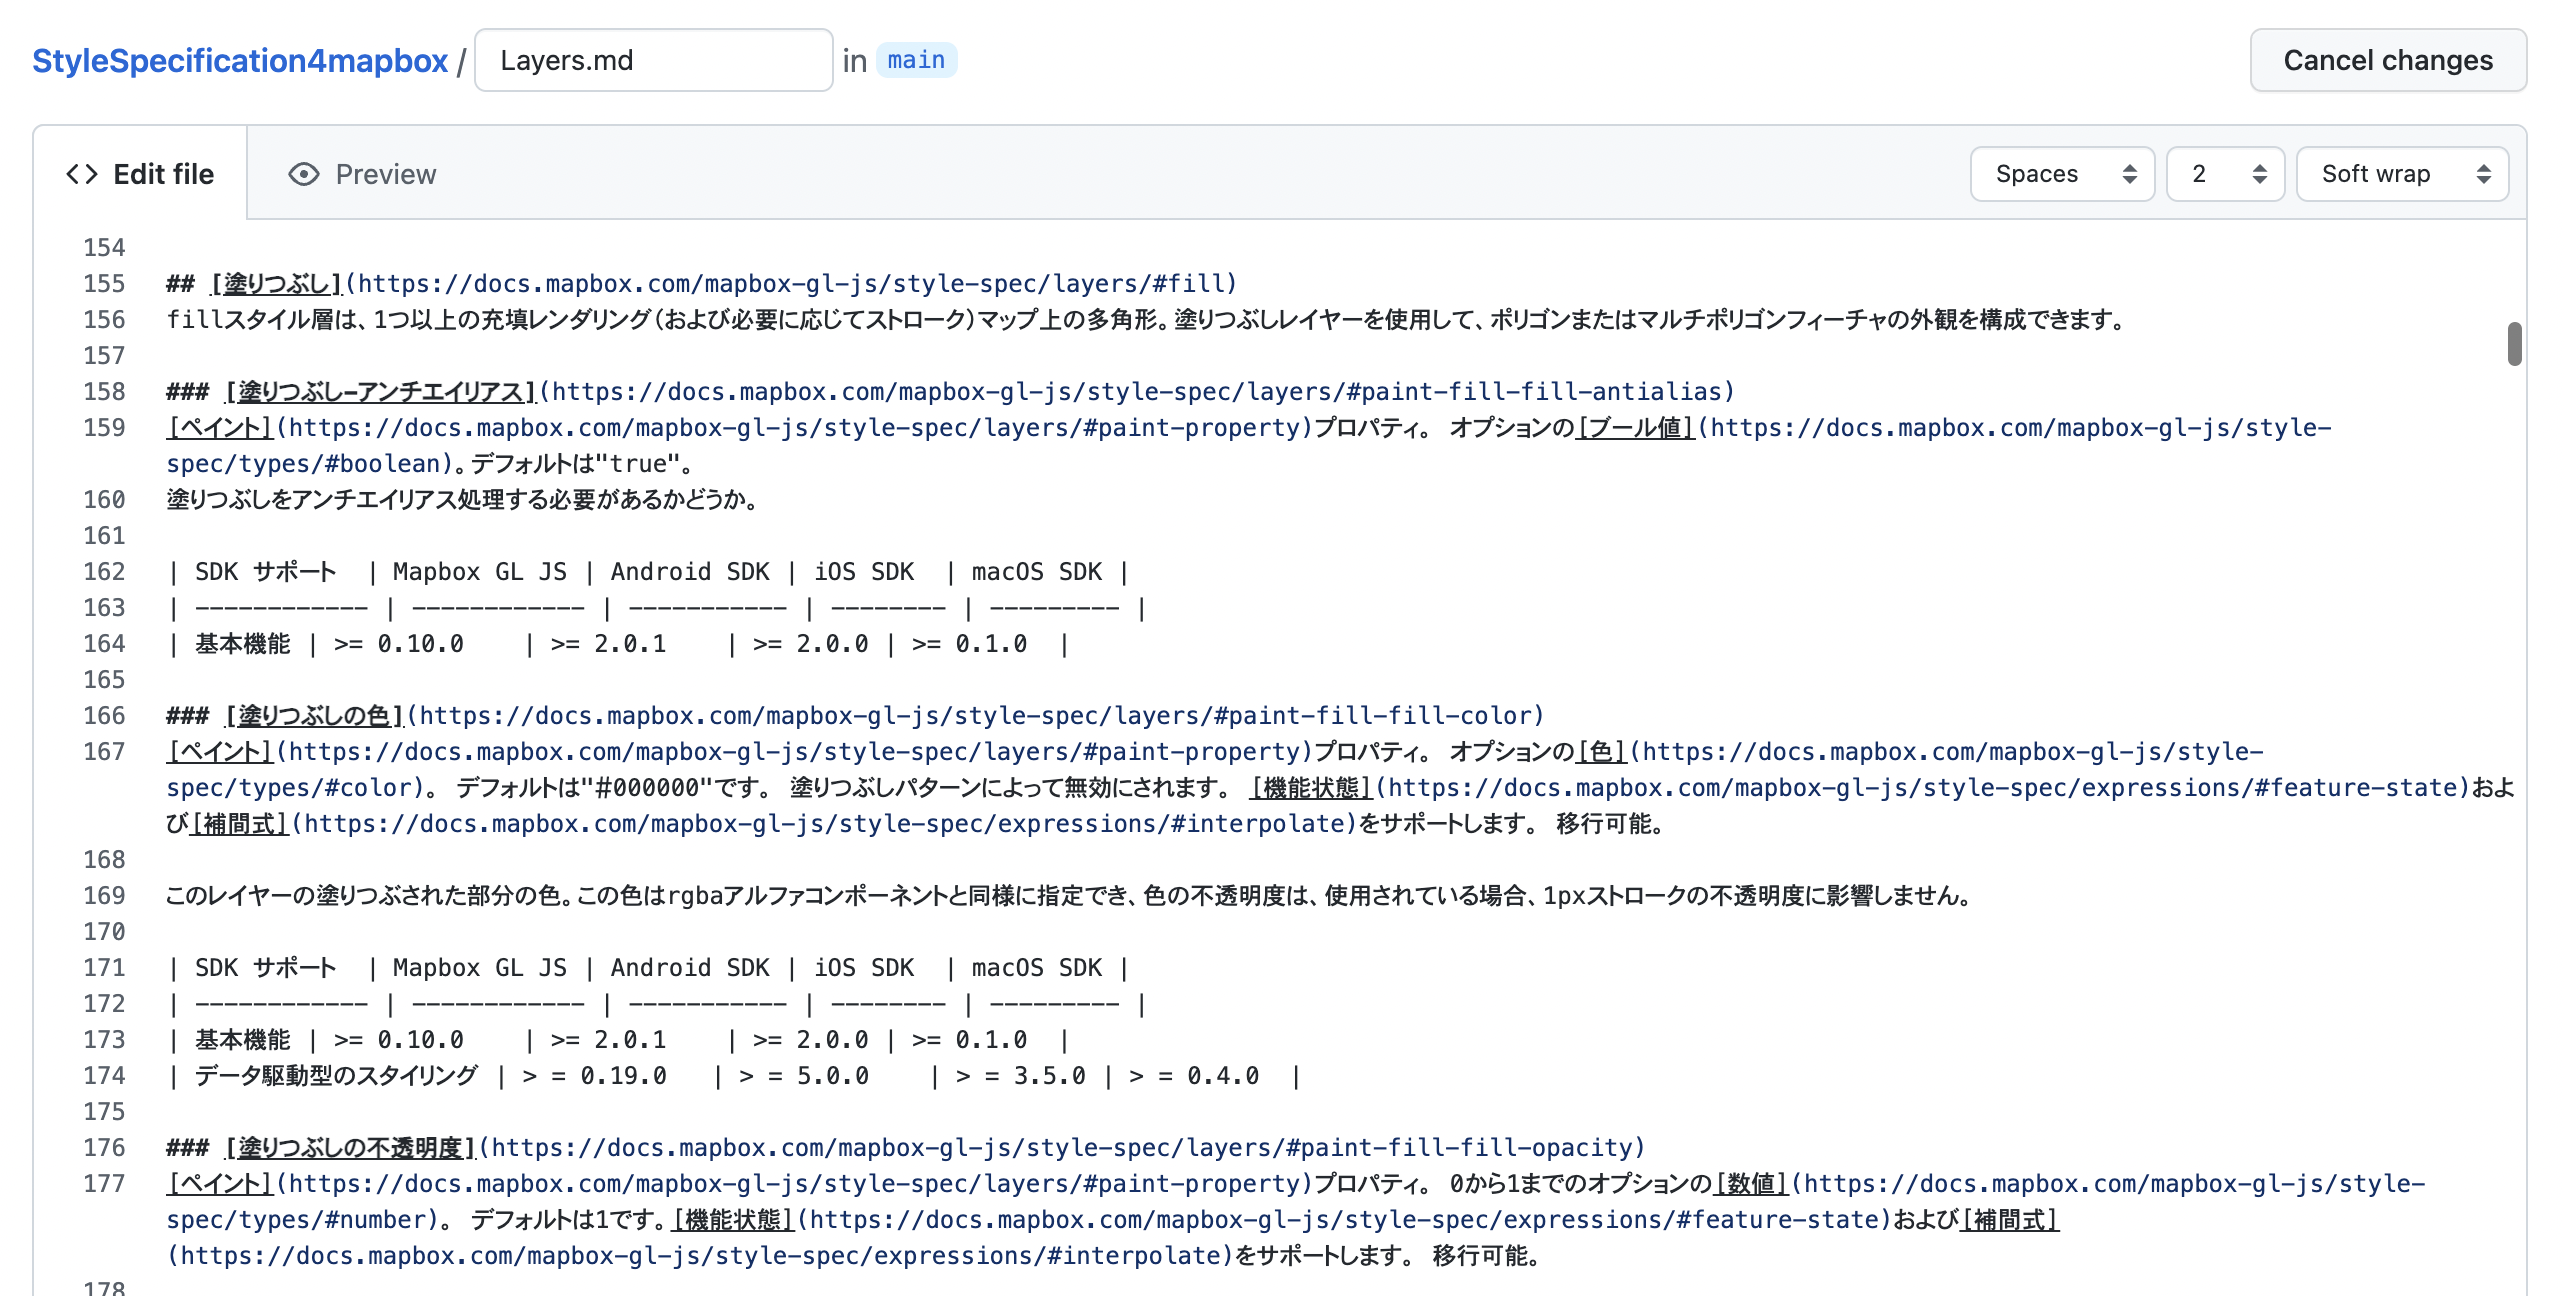 StyleSpecification4mapbox / Layers.md in main Cancel changes
<> Edit file Preview Spaces 2 Soft wrap
154
155 ## [塗りつぶし](https://docs.mapbox.com/mapbox-gl-js/style-spec/layers/#fill)
156 fillスタイル層は、1つ以上の充填レンダリング（および必要に応じてストローク）マップ上の多角形。塗りつぶしレイヤーを使用して、ポリゴンまたはマルチポリゴンフィーチャの外観を構成できます。
157
158 ### [塗りつぶし-アンチエイリアス](https://docs.mapbox.com/mapbox-gl-js/style-spec/layers/#paint-fill-fill-antialias)
159 [ペイント](https://docs.mapbox.com/mapbox-gl-js/style-spec/layers/#paint-property)プロパティ。 オプションの[ブール値](https://docs.mapbox.com/mapbox-gl-js/style-
spec/types/#boolean)。デフォルトは"true"。
160 塗りつぶしをアンチエイリアス処理する必要があるかどうか。
161
162 | SDK サポート  | Mapbox GL JS | Android SDK | iOS SDK  | macOS SDK |
163 | ------------ | ------------ | ----------- | -------- | --------- |
164 | 基本機能 | >= 0.10.0    | >= 2.0.1    | >= 2.0.0 | >= 0.1.0  |
165
166 ### [塗りつぶしの色](https://docs.mapbox.com/mapbox-gl-js/style-spec/layers/#paint-fill-fill-color)
167 [ペイント](https://docs.mapbox.com/mapbox-gl-js/style-spec/layers/#paint-property)プロパティ。 オプションの[色](https://docs.mapbox.com/mapbox-gl-js/style-
spec/types/#color)。 デフォルトは"#000000"です。 塗りつぶしパターンによって無効にされます。 [機能状態](https://docs.mapbox.com/mapbox-gl-js/style-spec/expressions/#feature-state)およ
び[補間式](https://docs.mapbox.com/mapbox-gl-js/style-spec/expressions/#interpolate)をサポートします。 移行可能。
168
169 このレイヤーの塗りつぶされた部分の色。この色はrgbaアルファコンポーネントと同様に指定でき、色の不透明度は、使用されている場合、1pxストロークの不透明度に影響しません。
170
171 | SDK サポート  | Mapbox GL JS | Android SDK | iOS SDK  | macOS SDK |
172 | ------------ | ------------ | ----------- | -------- | --------- |
173 | 基本機能 | >= 0.10.0    | >= 2.0.1    | >= 2.0.0 | >= 0.1.0  |
174 | データ駆動型のスタイリング | > = 0.19.0   | > = 5.0.0    | > = 3.5.0 | > = 0.4.0  |
175
176 ### [塗りつぶしの不透明度](https://docs.mapbox.com/mapbox-gl-js/style-spec/layers/#paint-fill-fill-opacity)
177 [ペイント](https://docs.mapbox.com/mapbox-gl-js/style-spec/layers/#paint-property)プロパティ。 0から1までのオプションの[数値](https://docs.mapbox.com/mapbox-gl-js/style-
spec/types/#number)。 デフォルトは1です。[機能状態](https://docs.mapbox.com/mapbox-gl-js/style-spec/expressions/#feature-state)および[補間式]
(https://docs.mapbox.com/mapbox-gl-js/style-spec/expressions/#interpolate)をサポートします。 移行可能。
178